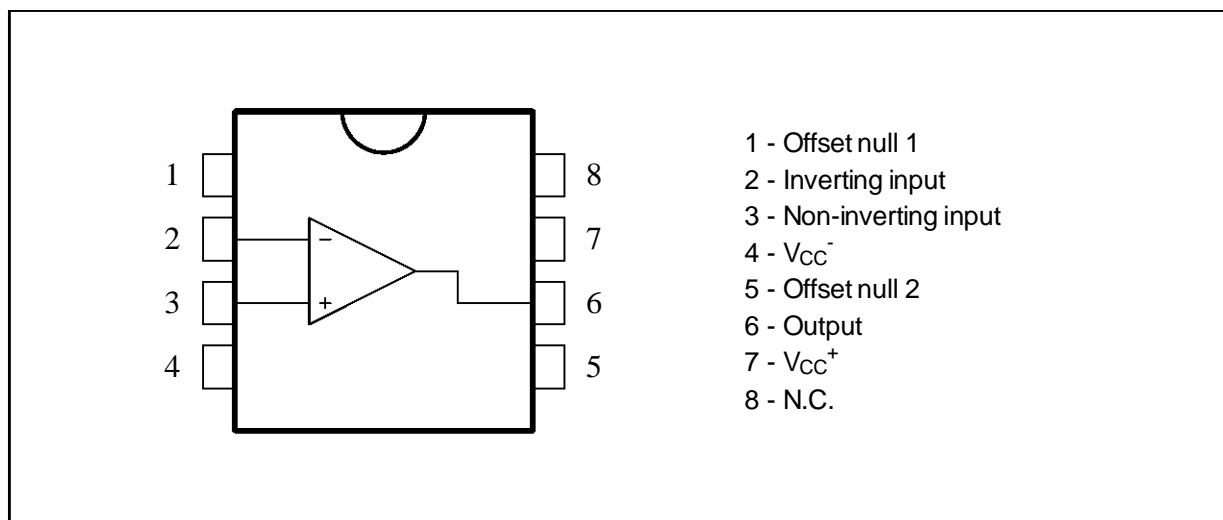 1 8
2 − 7
3 + 6
4 5
1 - Offset null 1
2 - Inverting input
3 - Non-inverting input
4 - VCC-
5 - Offset null 2
6 - Output
7 - VCC+
8 - N.C.